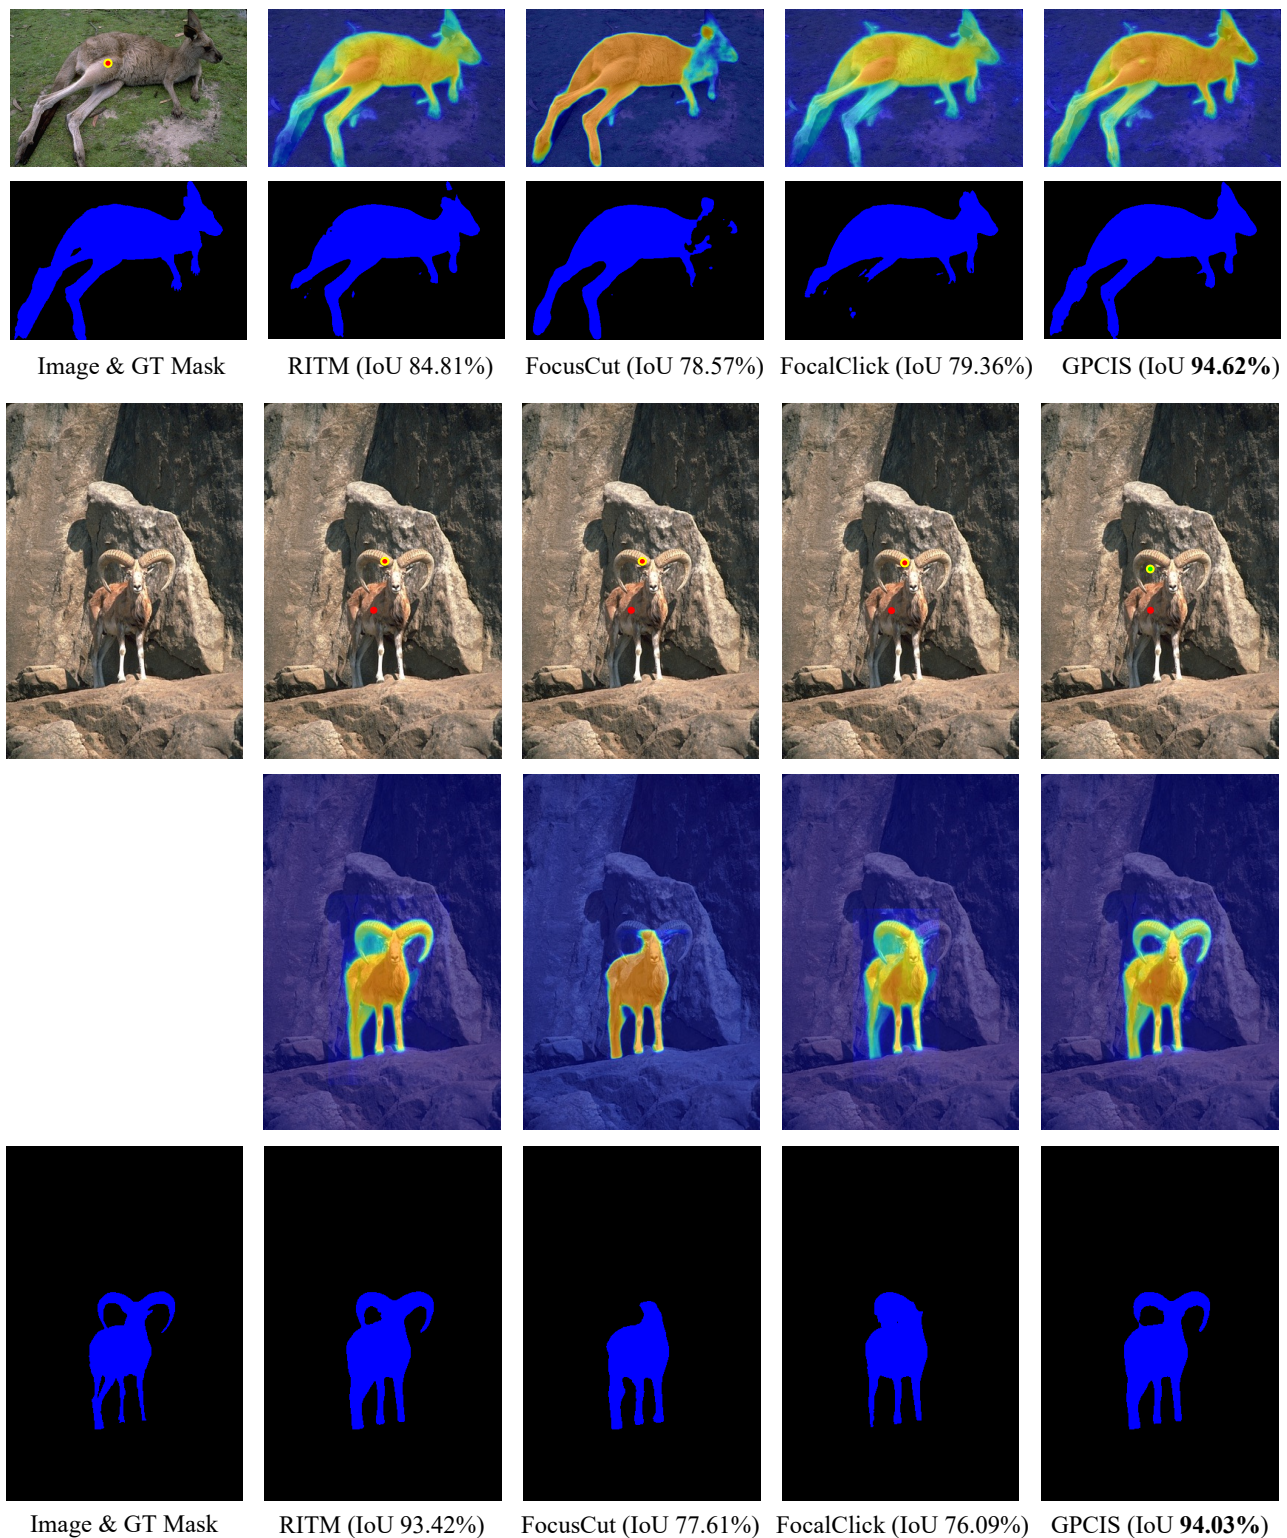 Image & GT Mask RITM (IoU 84.81%) FocusCut (IoU 78.57%) FocalClick (IoU 79.36%) GPCIS (IoU 94.62%)
Image & GT Mask RITM (IoU 93.42%) FocusCut (IoU 77.61%) FocalClick (IoU 76.09%) GPCIS (IoU 94.03%)